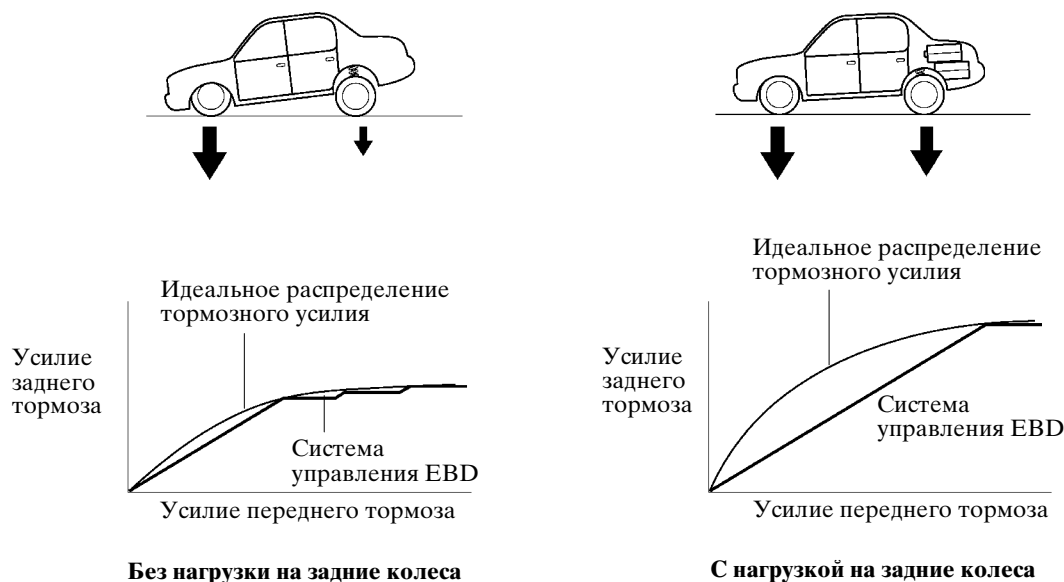 Идеальное распределение
тормозного усилия
Усилие
заднего
тормоза
Система
управления EBD
Усилие переднего тормоза
Без нагрузки на задние колеса
Идеальное распределение
тормозного усилия
Усилие
заднего
тормоза
Система
управления EBD
Усилие переднего тормоза
С нагрузкой на задние колеса